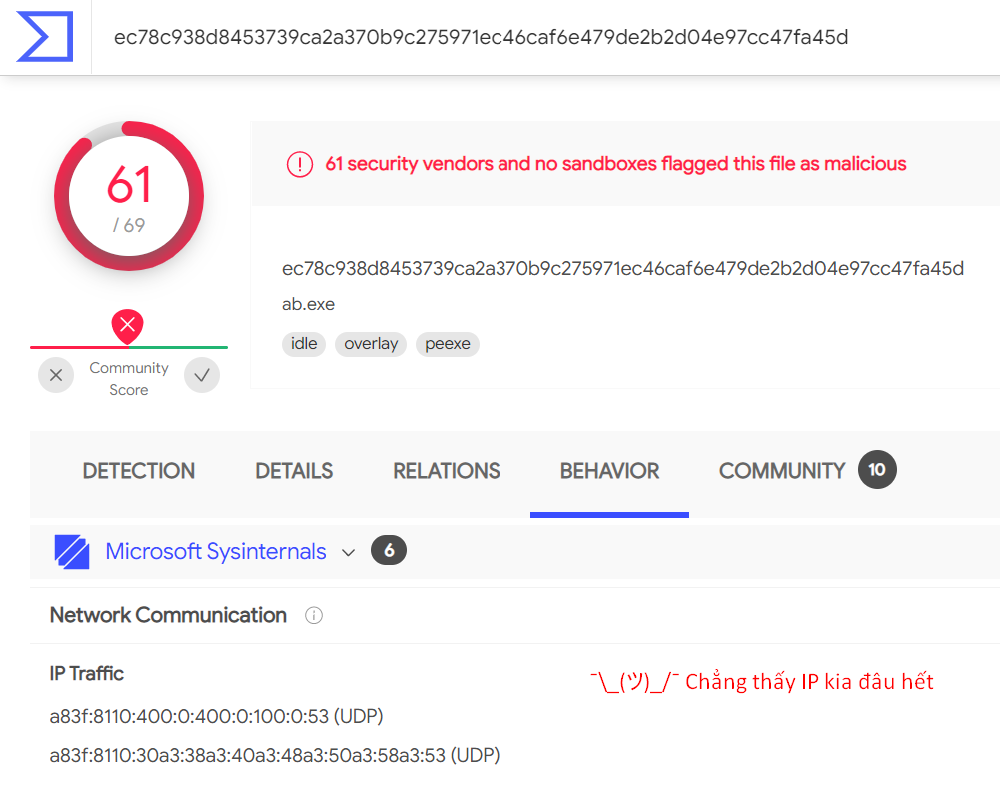 ec78c938d8453739ca2a370b9c275971ec46caf6e479de2b2d04e97cc47fa45d
61
/ 69
61 security vendors and no sandboxes flagged this file as malicious
ec78c938d8453739ca2a370b9c275971ec46caf6e479de2b2d04e97cc47fa45d
ab.exe
idle overlay peexe
Community
Score
DETECTION DETAILS RELATIONS BEHAVIOR COMMUNITY 10
Microsoft Sysinternals 6
Network Communication
IP Traffic
¯\_(ツ)_/¯ Chẳng thấy IP kia đâu hết
a83f:8110:400:0:400:0:100:0:53 (UDP)
a83f:8110:30a3:38a3:40a3:48a3:50a3:58a3:53 (UDP)